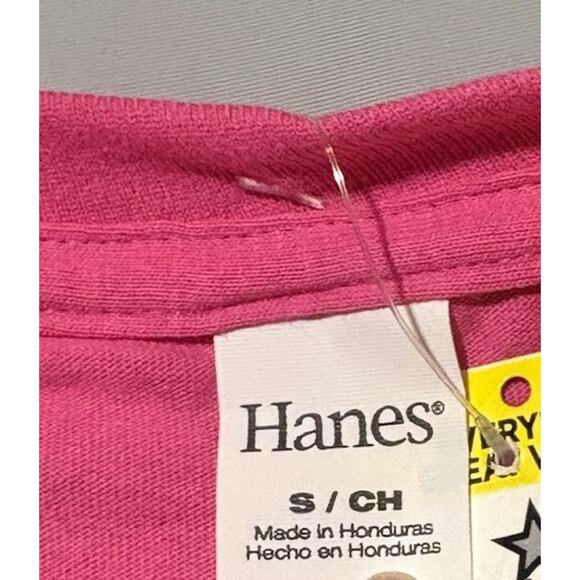 Hanes®
S / CH
Made in Honduras
Hecho en Honduras